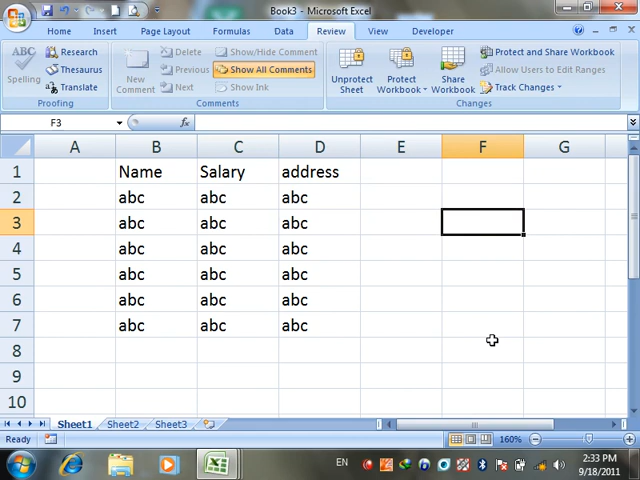 Book3 - Microsoft Excel
Home Insert Page Layout Formulas Data Review View Developer
ABC Spelling
Research
Thesaurus
Translate
Proofing
New Comment
Delete
Previous
Next
Show/Hide Comment
Show All Comments
Show Ink
Comments
Unprotect Sheet
Protect Workbook
Share Workbook
Protect and Share Workbook
Allow Users to Edit Ranges
Track Changes
Changes
F3 fx
A B C D E F G
1 Name Salary address
2 abc abc abc
3 abc abc abc
4 abc abc abc
5 abc abc abc
6 abc abc abc
7 abc abc abc
8
9
10
Sheet1 Sheet2 Sheet3
Ready 160%
EN 2:33 PM
9/18/2011